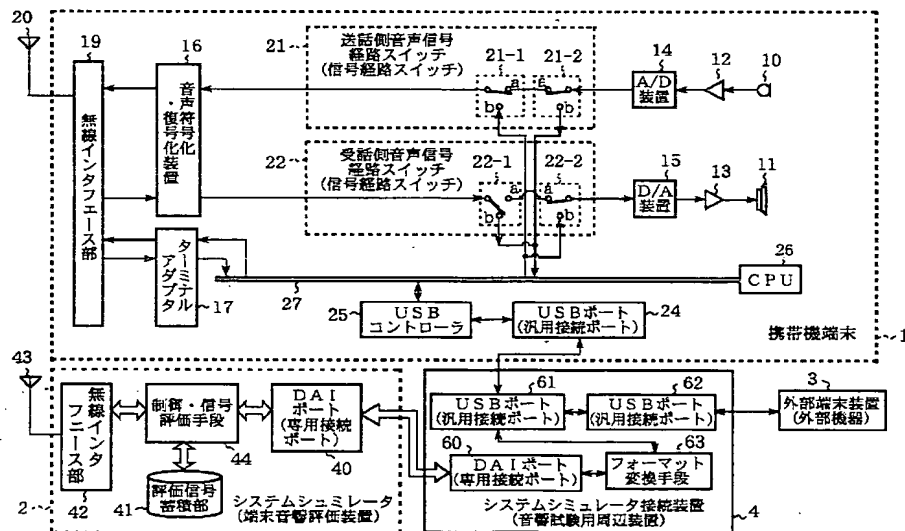 20
19
16
21
送話側音声信号
経路スイッチ
(信号経路スイッチ)
21-1
21-2
a
a
b
b
14
A/D
装置
12
10
無線インタフェース部
音声符号化
・復号化装置
22
受話側音声信号
経路スイッチ
(信号経路スイッチ)
22-1
22-2
a
a
b
b
15
D/A
装置
13
11
ターミナル
アダプタ
17
27
26
CPU
25
USB
コントローラ
USBポート
(汎用接続ポート)
24
携帯機端末
1
43
無線インタ
フェース部
42
制御・信号
評価手段
44
DAI
ポート
(専用接続
ポート)
40
評価信号
蓄積部
41
2
システムシュミレータ
(端末音響評価装置)
61
USBポート
(汎用接続ポート)
62
USBポート
(汎用接続ポート)
3
外部端末装置
(外部機器)
60
DAIポート
(専用接続ポート)
63
フォーマット
変換手段
システムシミュレータ接続装置
(音響試験用周辺装置)
4